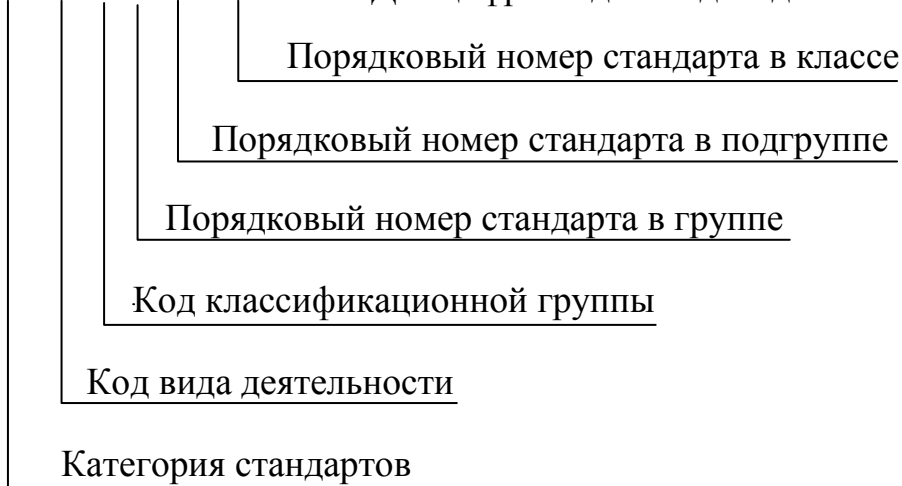 Порядковый номер стандарта в классе
Порядковый номер стандарта в подгруппе
Порядковый номер стандарта в группе
Код классификационной группы
Код вида деятельности
Категория стандартов